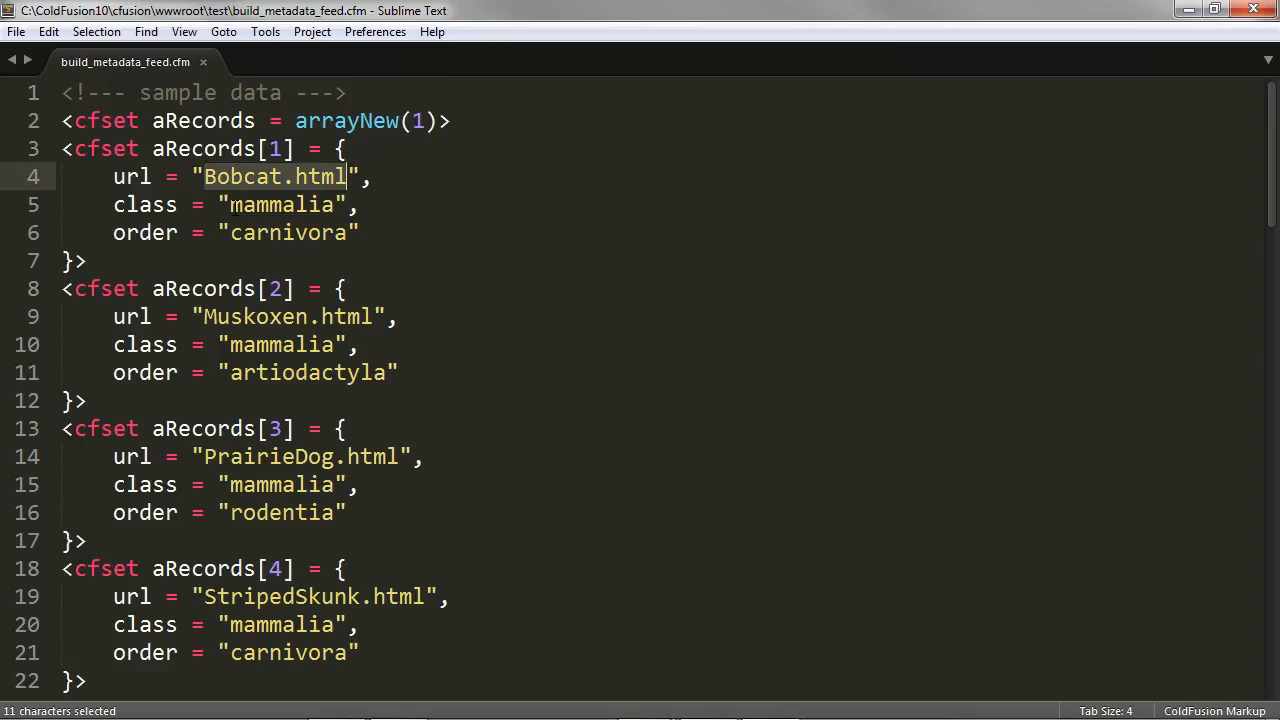 C:\ColdFusion10\cfusion\wwwroot\test\build_metadata_feed.cfm - Sublime Text
File Edit Selection Find View Goto Tools Project Preferences Help
build_metadata_feed.cfm ×
1 <!--- sample data --->
2 <cfset aRecords = arrayNew(1)>
3 <cfset aRecords[1] = {
4 url = "Bobcat.html",
5 class = "mammalia",
6 order = "carnivora"
7 }>
8 <cfset aRecords[2] = {
9 url = "Muskoxen.html",
10 class = "mammalia",
11 order = "artiodactyla"
12 }>
13 <cfset aRecords[3] = {
14 url = "PrairieDog.html",
15 class = "mammalia",
16 order = "rodentia"
17 }>
18 <cfset aRecords[4] = {
19 url = "StripedSkunk.html",
20 class = "mammalia",
21 order = "carnivora"
22 }>
11 characters selected Tab Size: 4 ColdFusion Markup